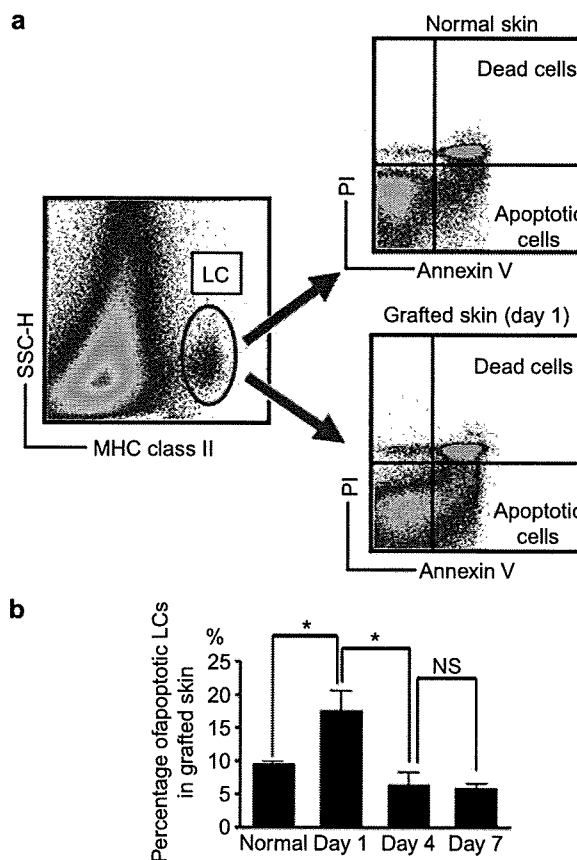 a
Normal skin
Dead cells
PI
Apoptotic
cells
Annexin V
LC
SSC-H
MHC class II
Grafted skin (day 1)
Dead cells
PI
Apoptotic
cells
Annexin V
b
Percentage ofapoptotic LCs
in grafted skin
%
25
20
15
10
5
0
*
*
NS
Normal Day 1 Day 4 Day 7